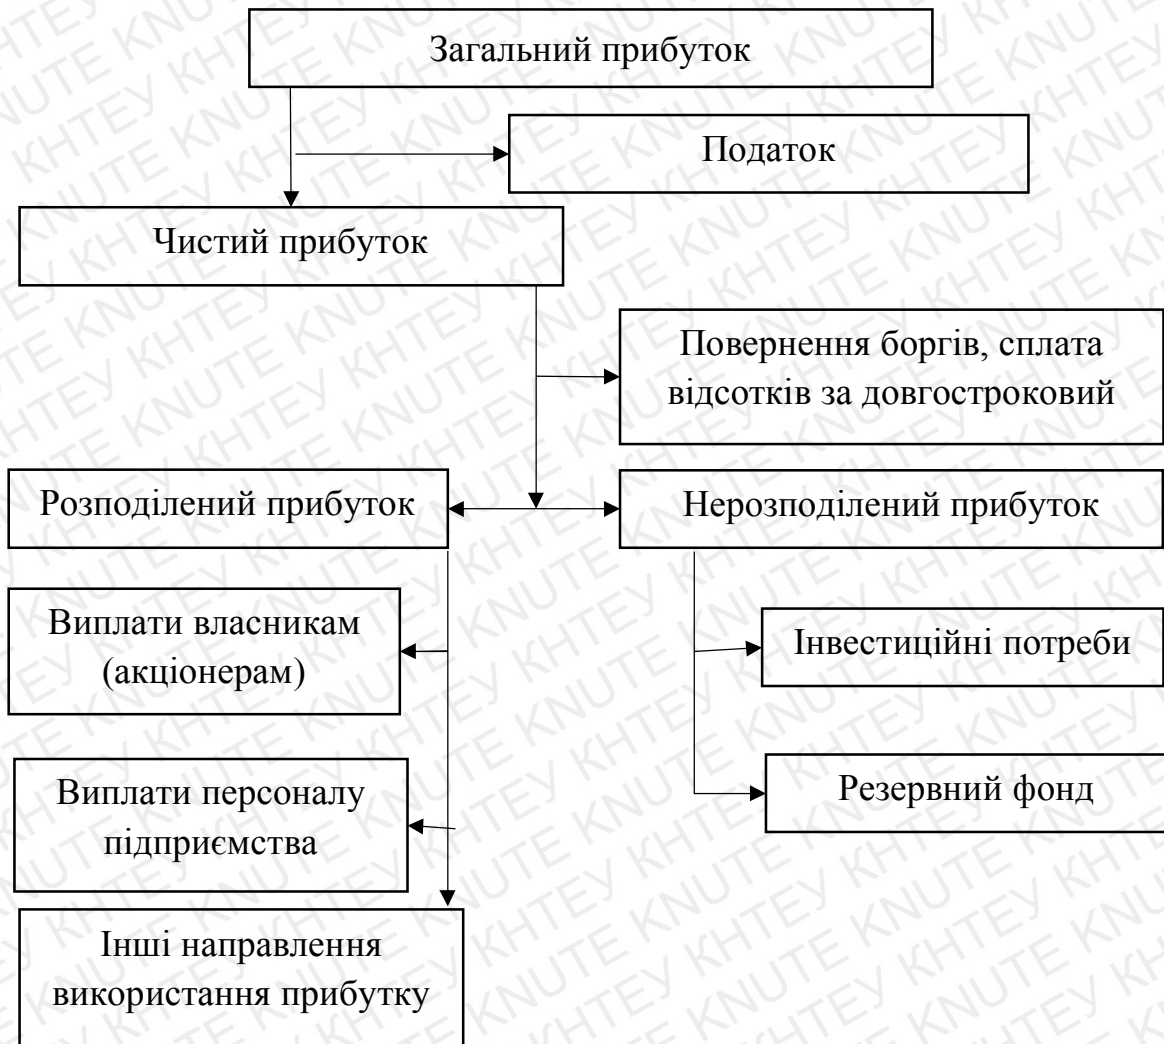 Загальний прибуток
Податок
Чистий прибуток
Повернення боргів, сплата
відсотків за довгостроковий
Розподілений прибуток
Нерозподілений прибуток
Виплати власникам
(акціонерам)
Інвестиційні потреби
Виплати персоналу
підприємства
Резервний фонд
Інші направлення
використання прибутку